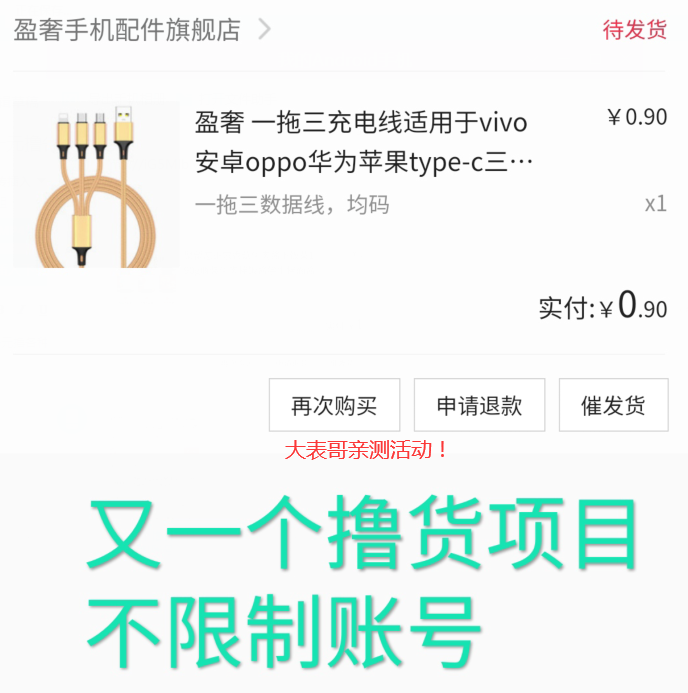 盈奢手机配件旗舰店
待发货
盈奢 一拖三充电线适用于vivo
￥0.90
安卓oppo华为苹果type-c三…
一拖三数据线，均码
x1
实付:￥0.90
再次购买
申请退款
催发货
大表哥亲测活动！
又一个撸货项目
不限制账号